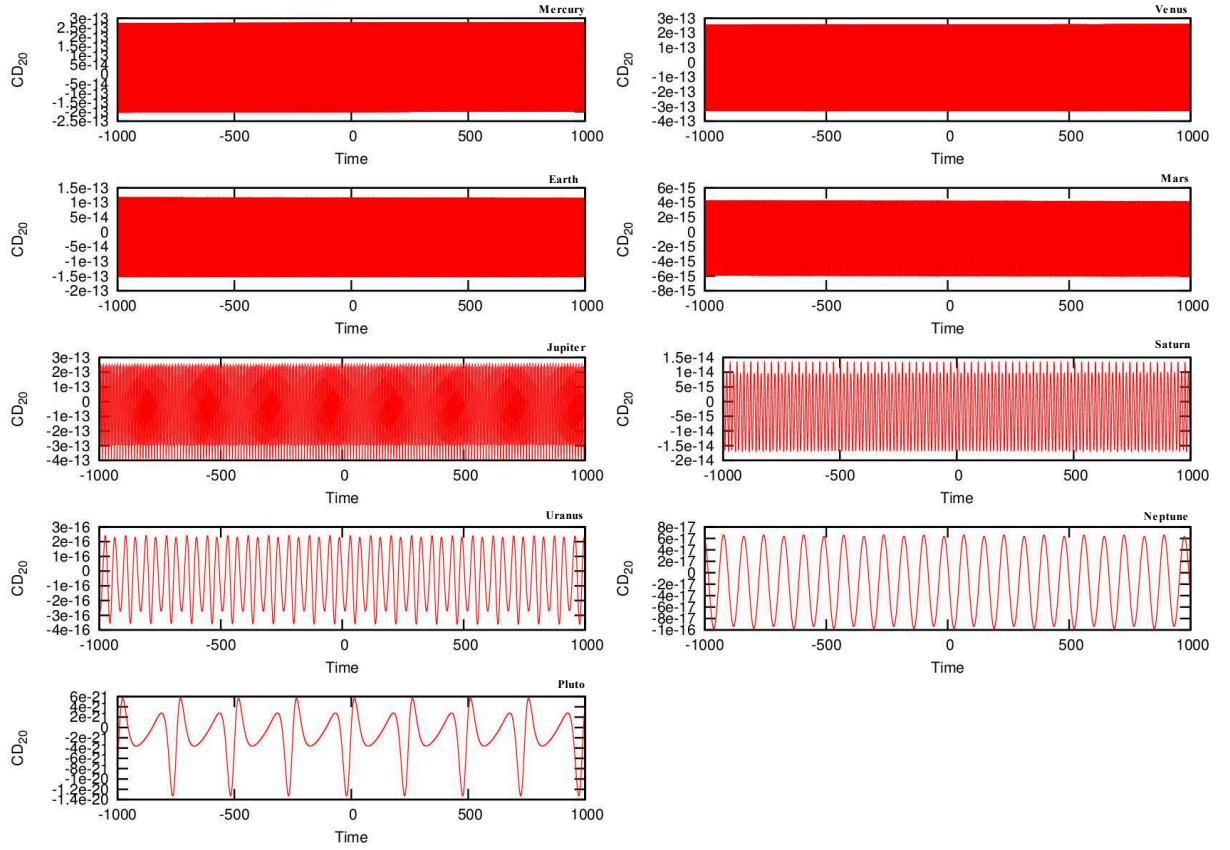 Mercury
CD20
3e-13
2.5e-13
2e-13
1.5e-13
1e-13
5e-14
0
-5e-14
-1e-13
-1.5e-13
-2e-13
-2.5e-13
-1000 -500 0 500 1000
Time
Venus
CD20
3e-13
2e-13
1e-13
0
-1e-13
-2e-13
-3e-13
-4e-13
-1000 -500 0 500 1000
Time
Earth
CD20
1.5e-13
1e-13
5e-14
0
-5e-14
-1e-13
-1.5e-13
-2e-13
-1000 -500 0 500 1000
Time
Mars
CD20
6e-15
4e-15
2e-15
0
-2e-15
-4e-15
-6e-15
-8e-15
-1000 -500 0 500 1000
Time
Jupiter
CD20
3e-13
2e-13
1e-13
0
-1e-13
-2e-13
-3e-13
-4e-13
-1000 -500 0 500 1000
Time
Saturn
CD20
1.5e-14
1e-14
5e-15
0
-5e-15
-1e-14
-1.5e-14
-2e-14
-1000 -500 0 500 1000
Time
Uranus
CD20
3e-16
2e-16
1e-16
0
-1e-16
-2e-16
-3e-16
-4e-16
-1000 -500 0 500 1000
Time
Neptune
CD20
8e-17
6e-17
4e-17
2e-17
0
-2e-17
-4e-17
-6e-17
-8e-17
-1e-16
-1000 -500 0 500 1000
Time
Pluto
CD20
6e-21
4e-21
2e-21
0
-2e-21
-4e-21
-6e-21
-8e-21
-1e-20
-1.2e-20
-1.4e-20
-1000 -500 0 500 1000
Time